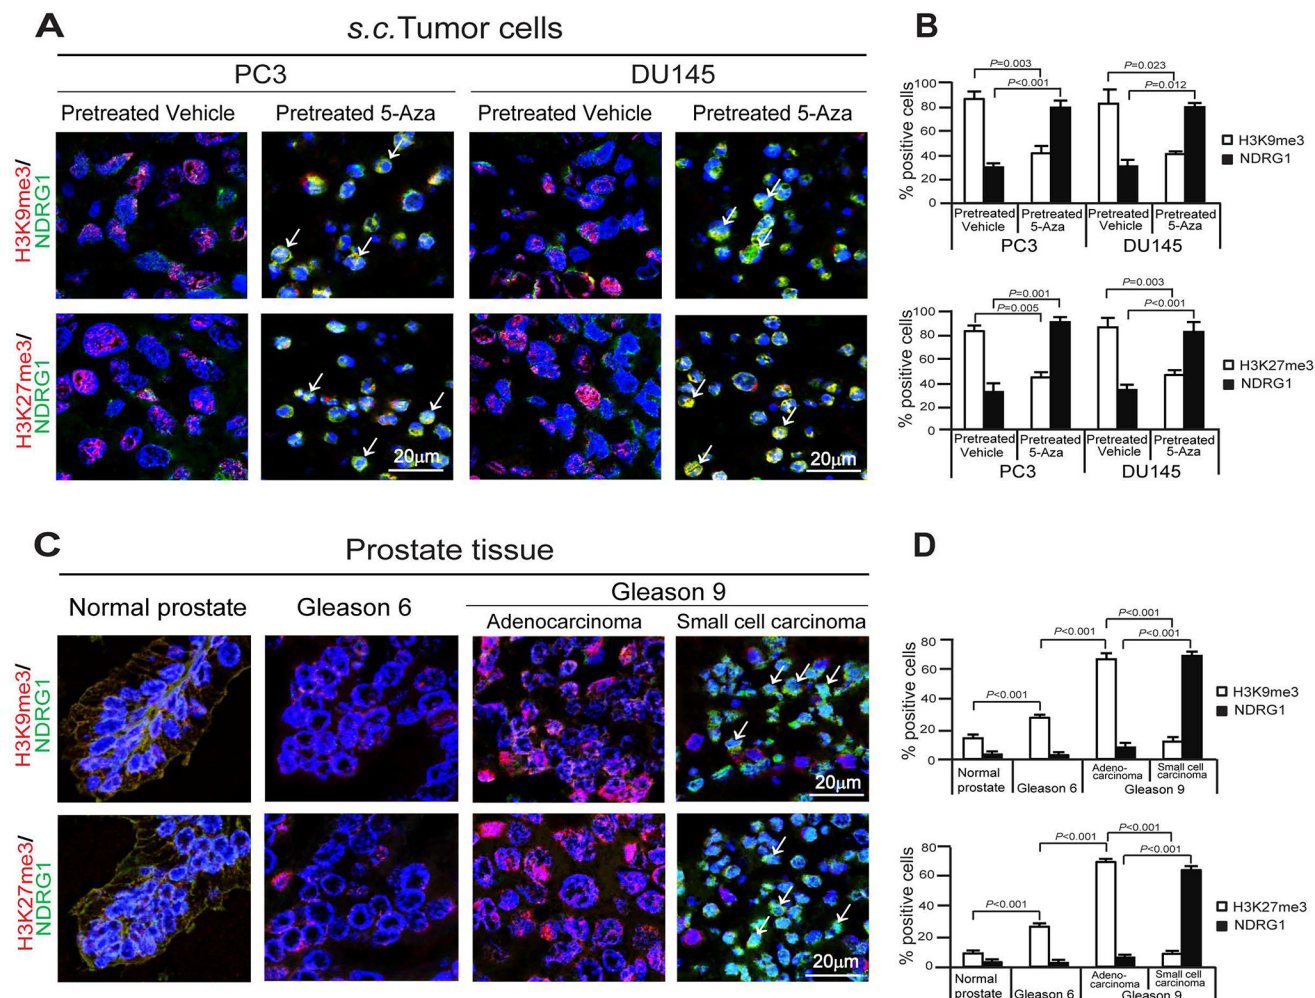 A
s.c.Tumor cells
PC3
DU145
Pretreated Vehicle
Pretreated 5-Aza
Pretreated Vehicle
Pretreated 5-Aza
H3K9me3/
NDRG1
H3K27me3/
NDRG1
20µm
20µm
B
P=0.003
P<0.001
P=0.023
P=0.012
% positive cells
100
80
60
40
20
0
H3K9me3
NDRG1
Pretreated Vehicle
Pretreated 5-Aza
Pretreated Vehicle
Pretreated 5-Aza
PC3
DU145
P=0.001
P=0.005
P=0.003
P<0.001
% positive cells
100
80
60
40
20
0
H3K27me3
NDRG1
Pretreated Vehicle
Pretreated 5-Aza
Pretreated Vehicle
Pretreated 5-Aza
PC3
DU145
C
Prostate tissue
Normal prostate
Gleason 6
Gleason 9
Adenocarcinoma
Small cell carcinoma
H3K9me3/
NDRG1
H3K27me3/
NDRG1
20µm
20µm
D
P<0.001
P<0.001
P<0.001
P<0.001
% positive cells
80
60
40
20
0
H3K9me3
NDRG1
Normal
prostate
Gleason 6
Adeno-
carcinoma
Small cell
carcinoma
Gleason 9
P<0.001
P<0.001
P<0.001
P<0.001
% positive cells
80
60
40
20
0
H3K27me3
NDRG1
Normal
prostate
Gleason 6
Adeno-
carcinoma
Small cell
carcinoma
Gleason 9